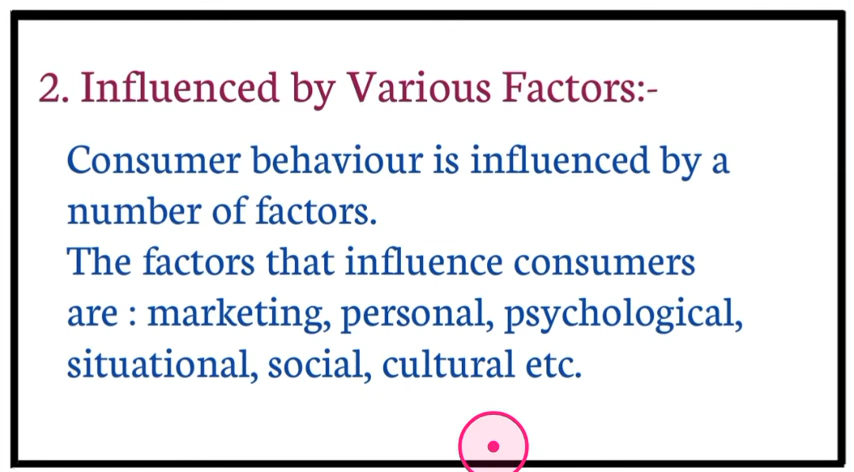 2. Influenced by Various Factors:-
Consumer behaviour is influenced by a
number of factors.
The factors that influence consumers
are : marketing, personal, psychological,
situational, social, cultural etc.